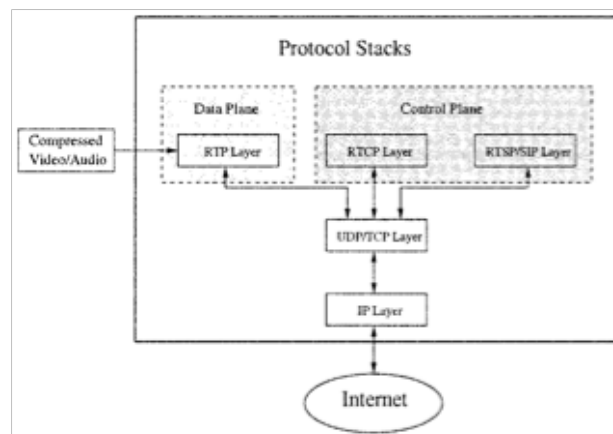 Protocol Stacks
Data Plane
Control Plane
Compressed
Video/Audio
RTP Layer
RTCP Layer
RTSP/SIP Layer
UDP/TCP Layer
IP Layer
Internet